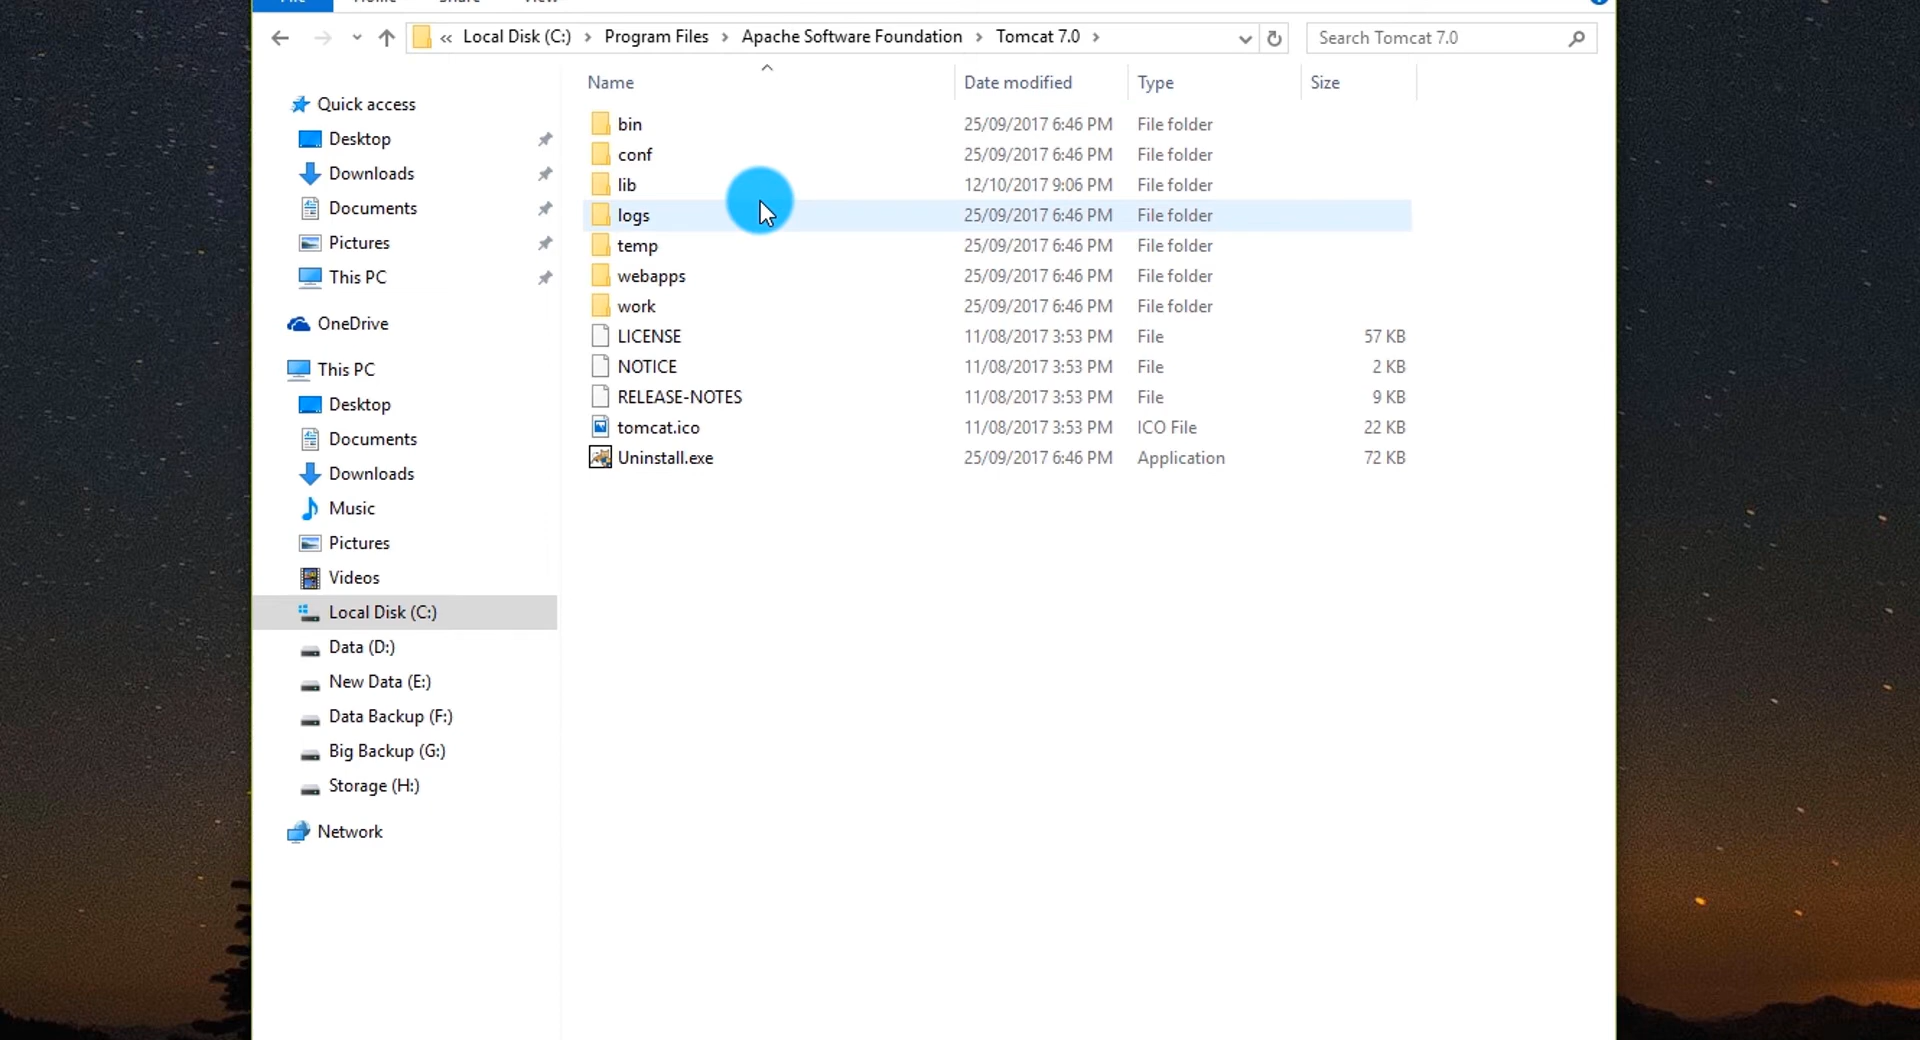 File Home Share View
« Local Disk (C:) › Program Files › Apache Software Foundation › Tomcat 7.0 ›
Search Tomcat 7.0
Quick access
Desktop
Downloads
Documents
Pictures
This PC
OneDrive
This PC
Desktop
Documents
Downloads
Music
Pictures
Videos
Local Disk (C:)
Data (D:)
New Data (E:)
Data Backup (F:)
Big Backup (G:)
Storage (H:)
Network
Name Date modified Type Size
bin 25/09/2017 6:46 PM File folder
conf 25/09/2017 6:46 PM File folder
lib 12/10/2017 9:06 PM File folder
logs 25/09/2017 6:46 PM File folder
temp 25/09/2017 6:46 PM File folder
webapps 25/09/2017 6:46 PM File folder
work 25/09/2017 6:46 PM File folder
LICENSE 11/08/2017 3:53 PM File 57 KB
NOTICE 11/08/2017 3:53 PM File 2 KB
RELEASE-NOTES 11/08/2017 3:53 PM File 9 KB
tomcat.ico 11/08/2017 3:53 PM ICO File 22 KB
Uninstall.exe 25/09/2017 6:46 PM Application 72 KB